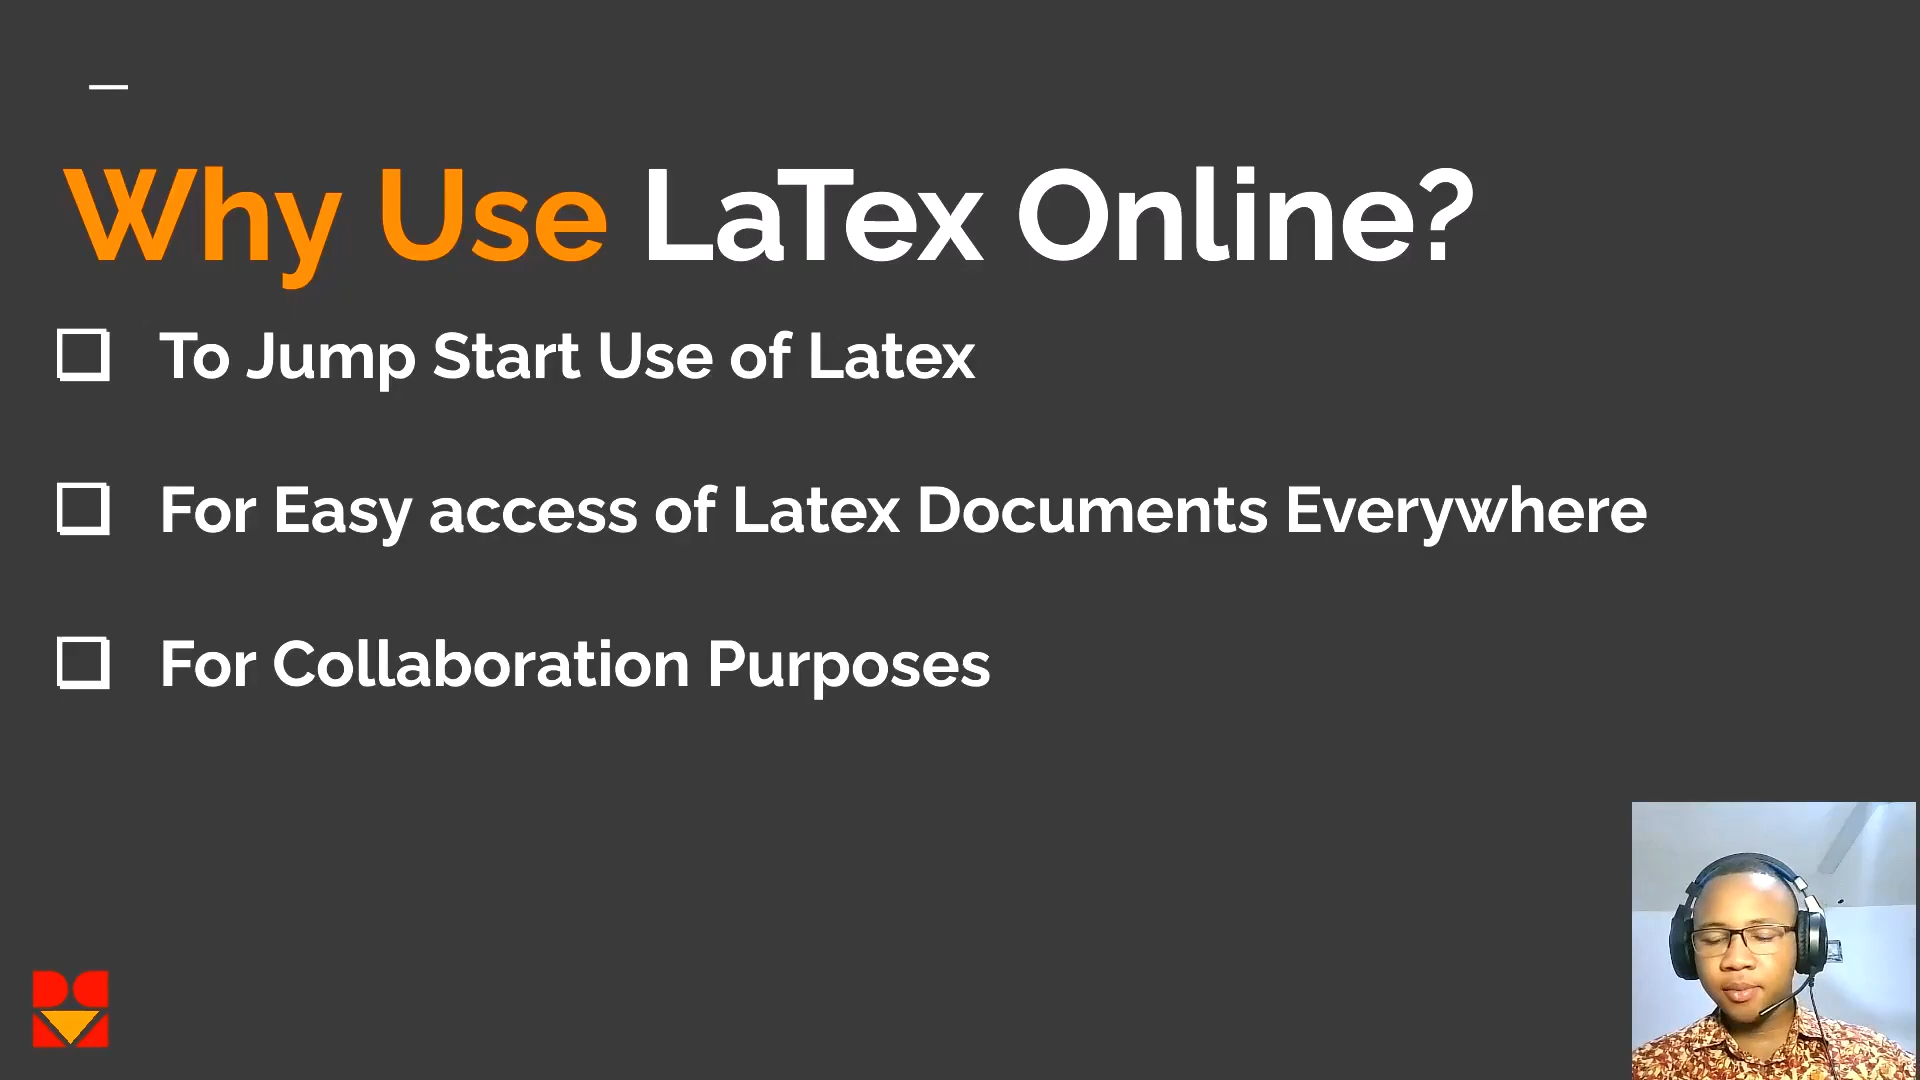 Why Use LaTex Online?
To Jump Start Use of Latex
For Easy access of Latex Documents Everywhere
For Collaboration Purposes